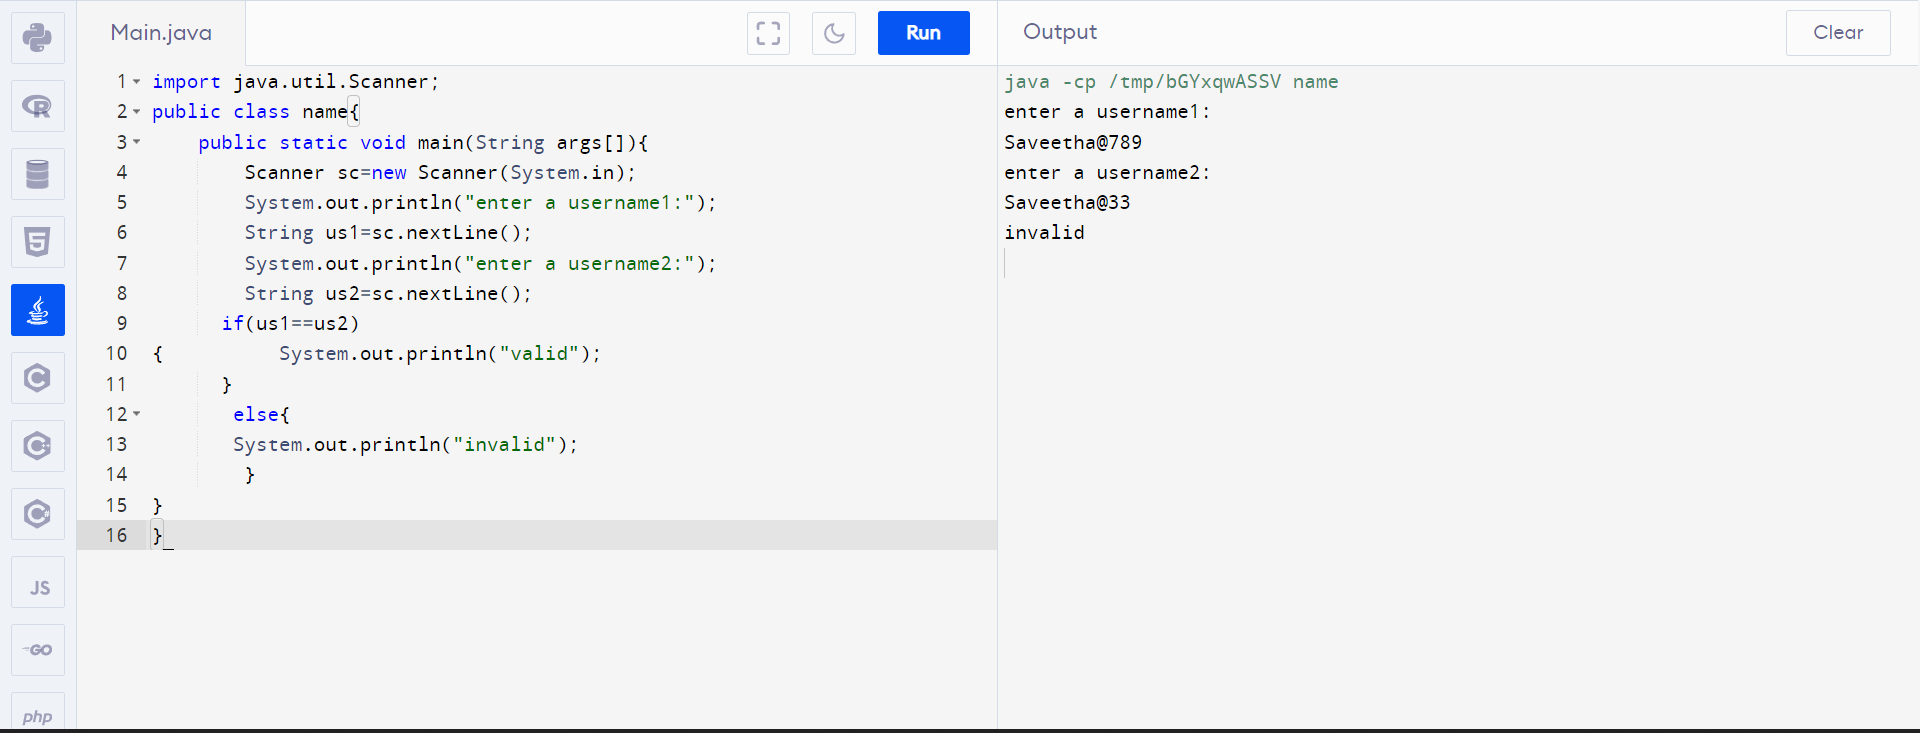 Main.java
Run
1 import java.util.Scanner;
2 public class name{
3     public static void main(String args[]){
4         Scanner sc=new Scanner(System.in);
5         System.out.println("enter a username1:");
6         String us1=sc.nextLine();
7         System.out.println("enter a username2:");
8         String us2=sc.nextLine();
9       if(us1==us2)
10 {          System.out.println("valid");
11       }
12        else{
13        System.out.println("invalid");
14         }
15 }
16 }
Output
Clear
java -cp /tmp/bGYxqwASSV name
enter a username1:
Saveetha@789
enter a username2:
Saveetha@33
invalid
R
5
C
C++
C#
JS
GO
php